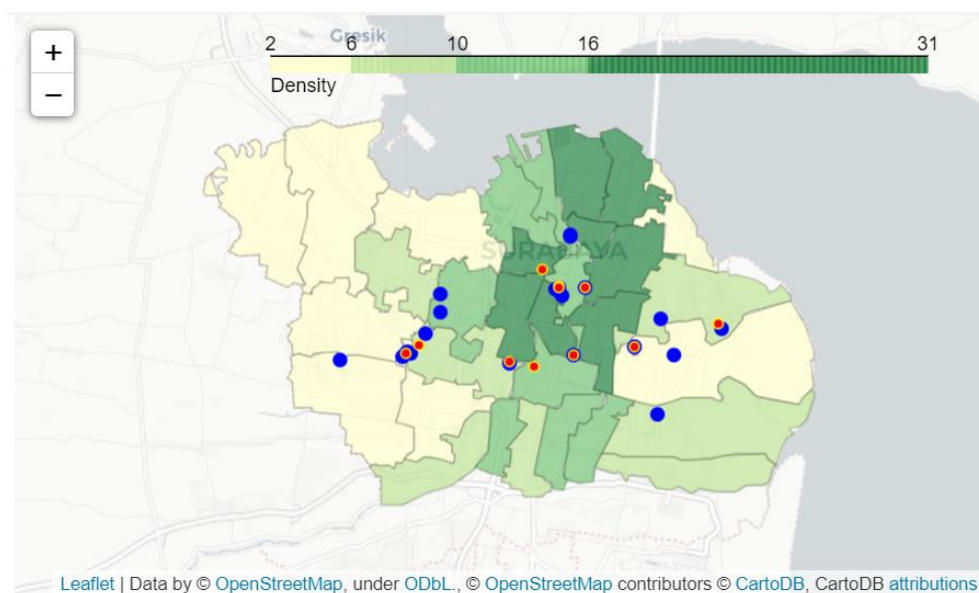 +
−
Gresik
2 6 10 16 31
Density
SURABAYA
Leaflet | Data by © OpenStreetMap, under ODbL., © OpenStreetMap contributors © CartoDB, CartoDB attributions